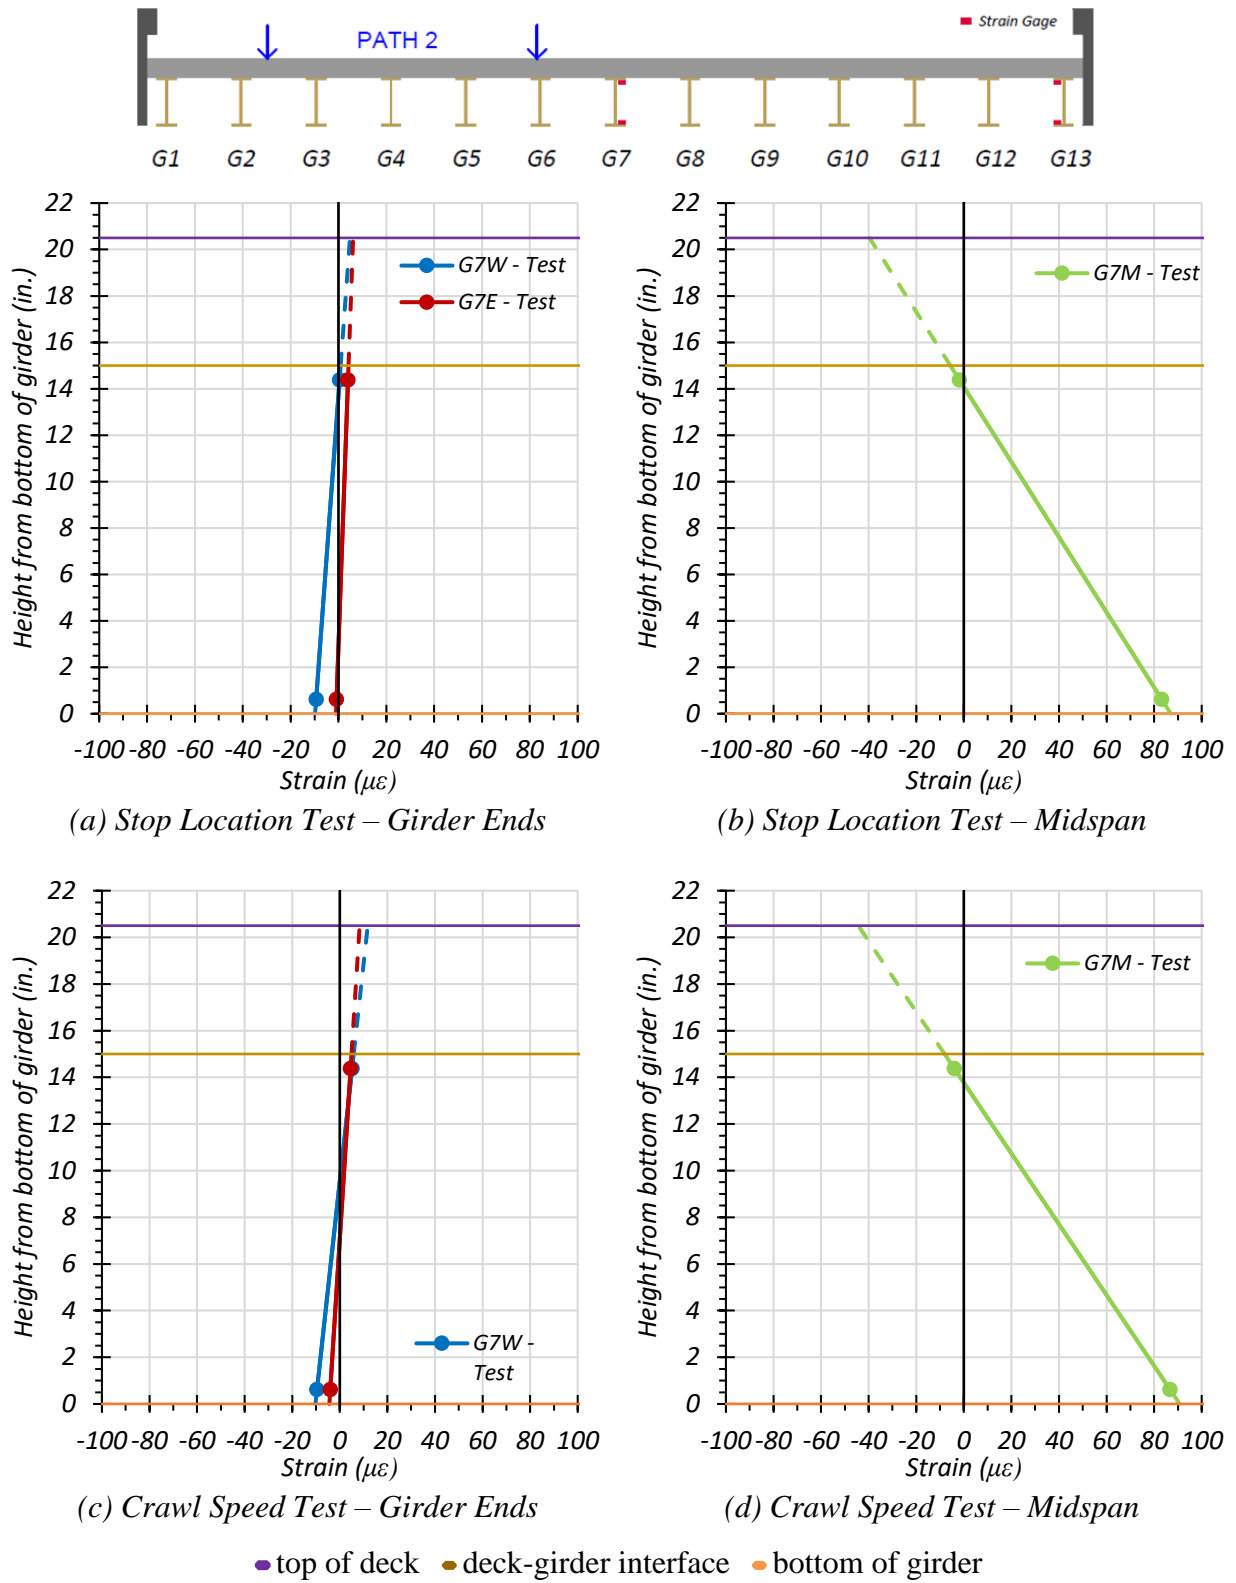 Strain Gage
PATH 2
G1 G2 G3 G4 G5 G6 G7 G8 G9 G10 G11 G12 G13
22
20
18
16
14
12
10
8
6
4
2
0
Height from bottom of girder (in.)
G7W - Test
G7E - Test
-100 -80 -60 -40 -20 0 20 40 60 80 100
Strain (με)
(a) Stop Location Test – Girder Ends
22
20
18
16
14
12
10
8
6
4
2
0
Height from bottom of girder (in.)
G7M - Test
-100 -80 -60 -40 -20 0 20 40 60 80 100
Strain (με)
(b) Stop Location Test – Midspan
22
20
18
16
14
12
10
8
6
4
2
0
Height from bottom of girder (in.)
G7W -
Test
-100 -80 -60 -40 -20 0 20 40 60 80 100
Strain (με)
(c) Crawl Speed Test – Girder Ends
22
20
18
16
14
12
10
8
6
4
2
0
Height from bottom of girder (in.)
G7M - Test
-100 -80 -60 -40 -20 0 20 40 60 80 100
Strain (με)
(d) Crawl Speed Test – Midspan
top of deck deck-girder interface bottom of girder